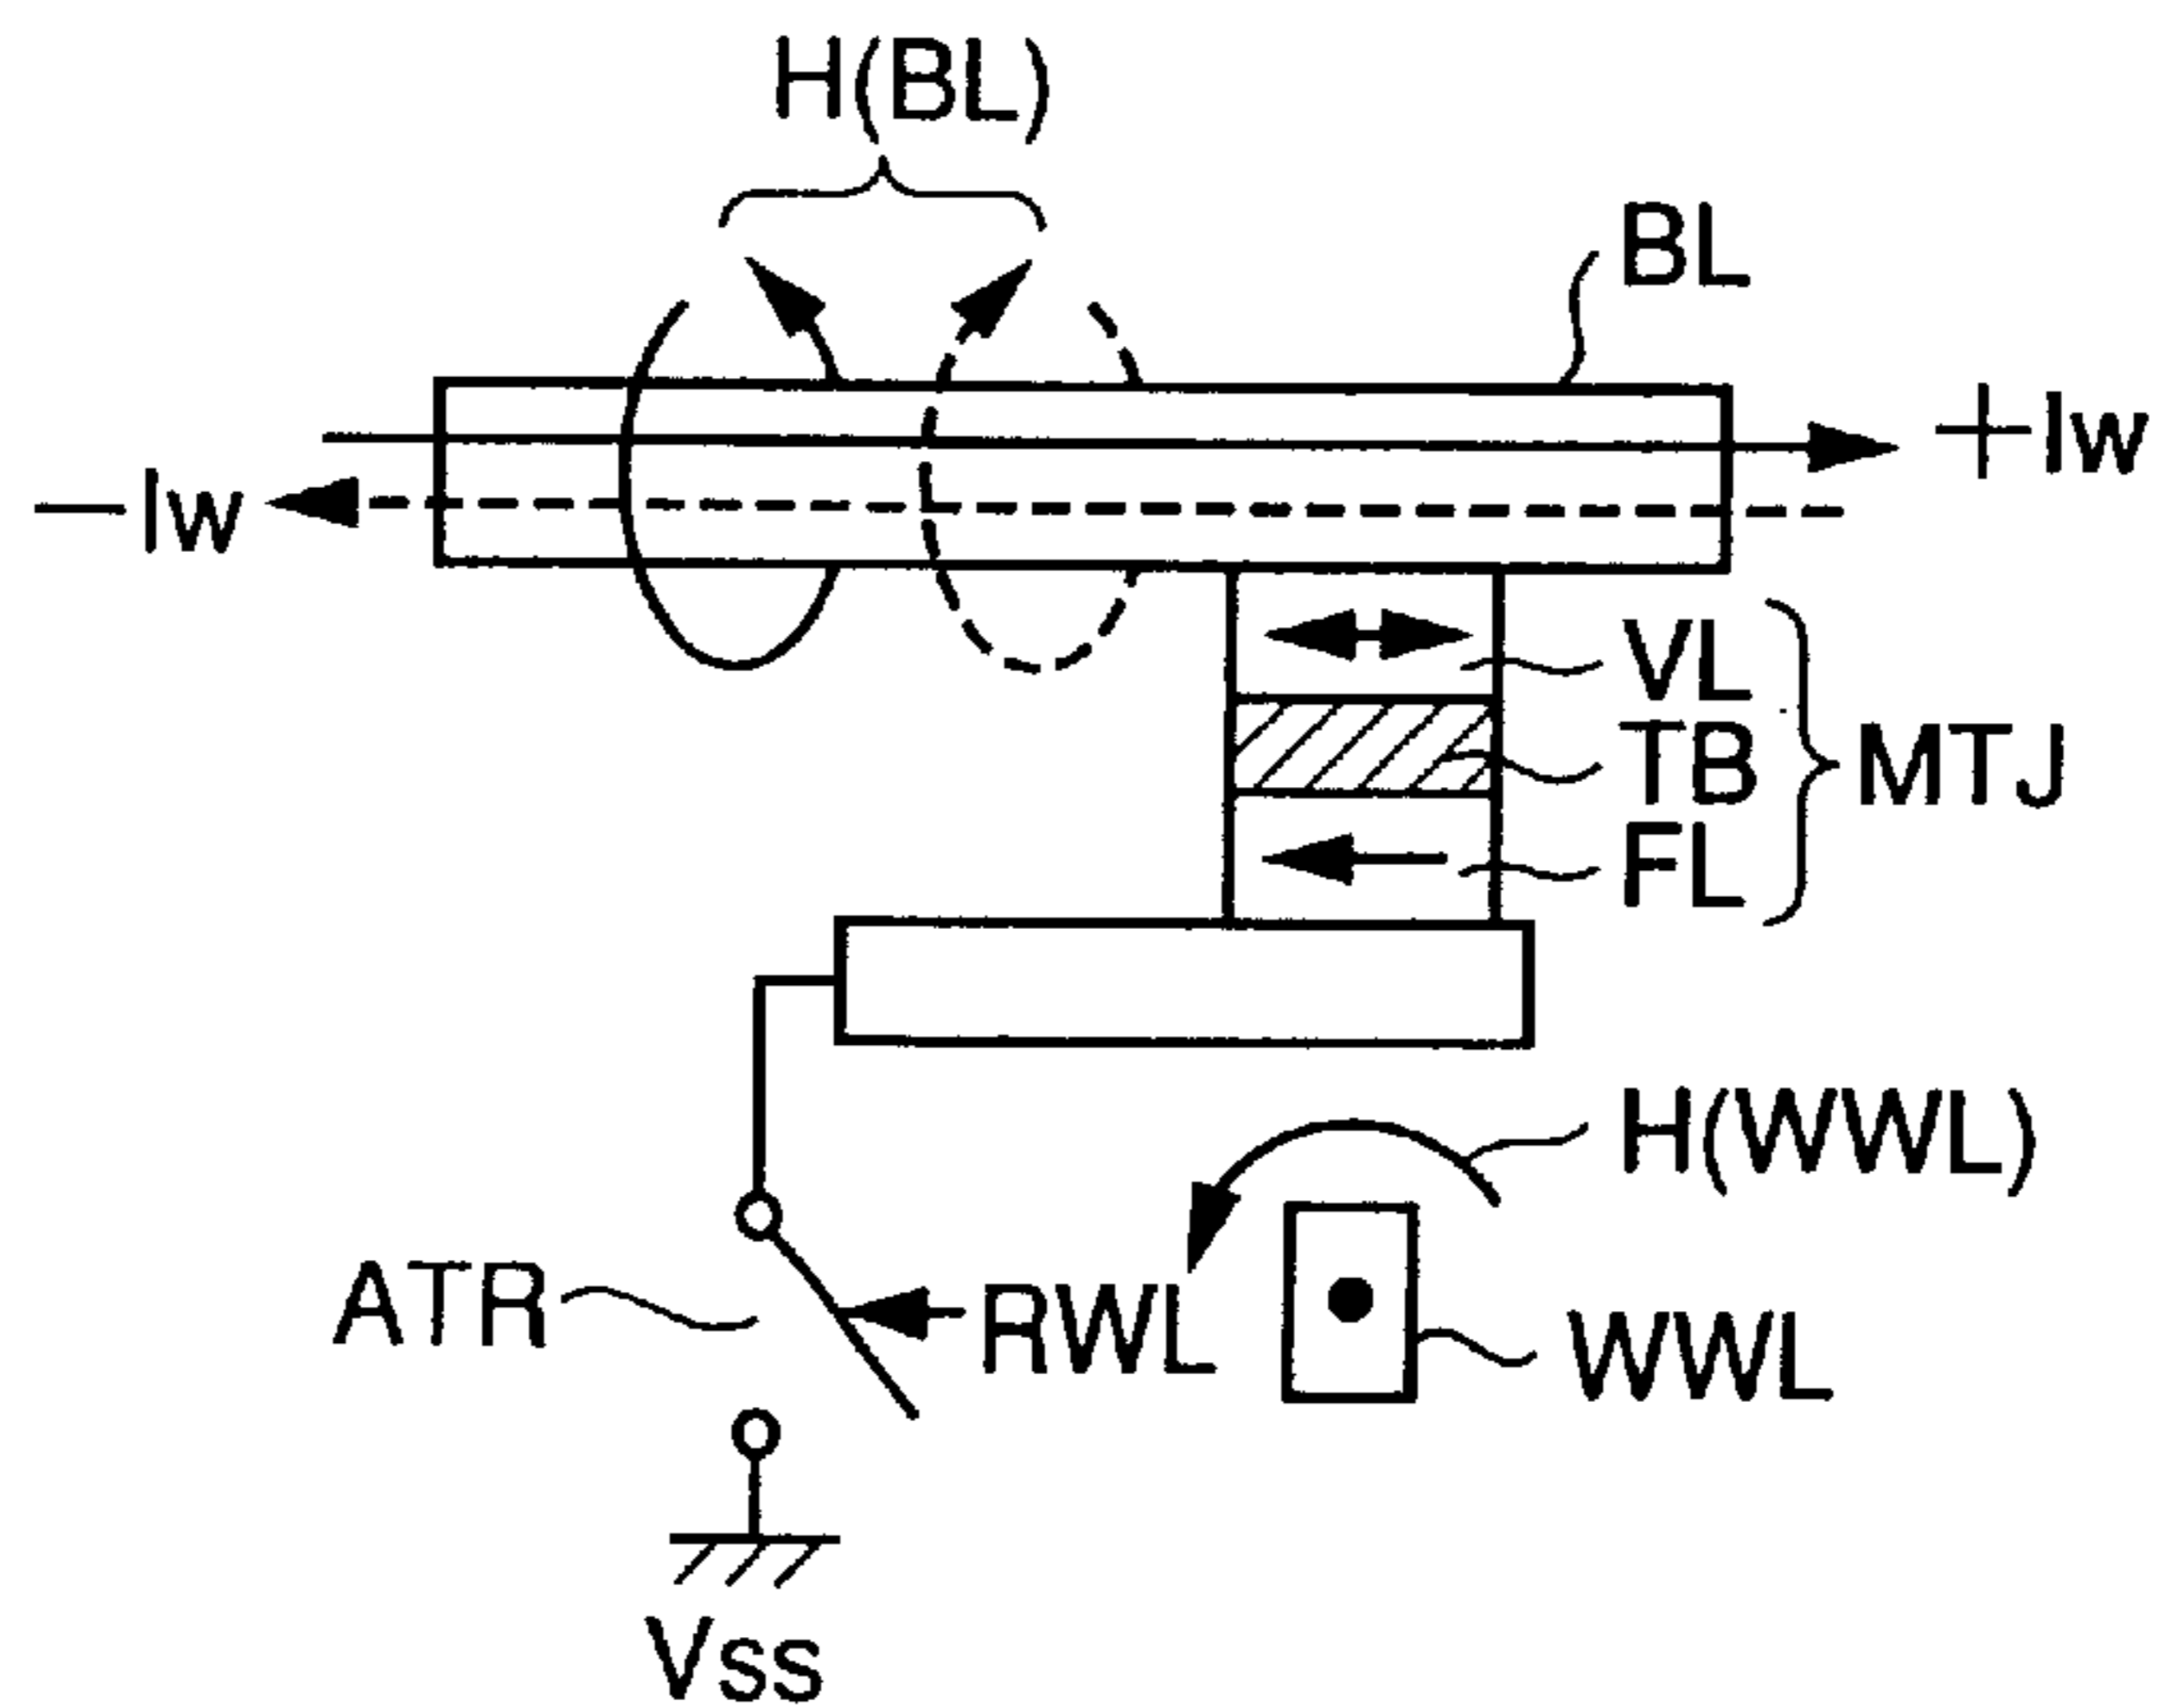 H(BL)
BL
+Iw
−Iw
VL
TB
MTJ
FL
H(WWL)
ATR
RWL
WWL
Vss